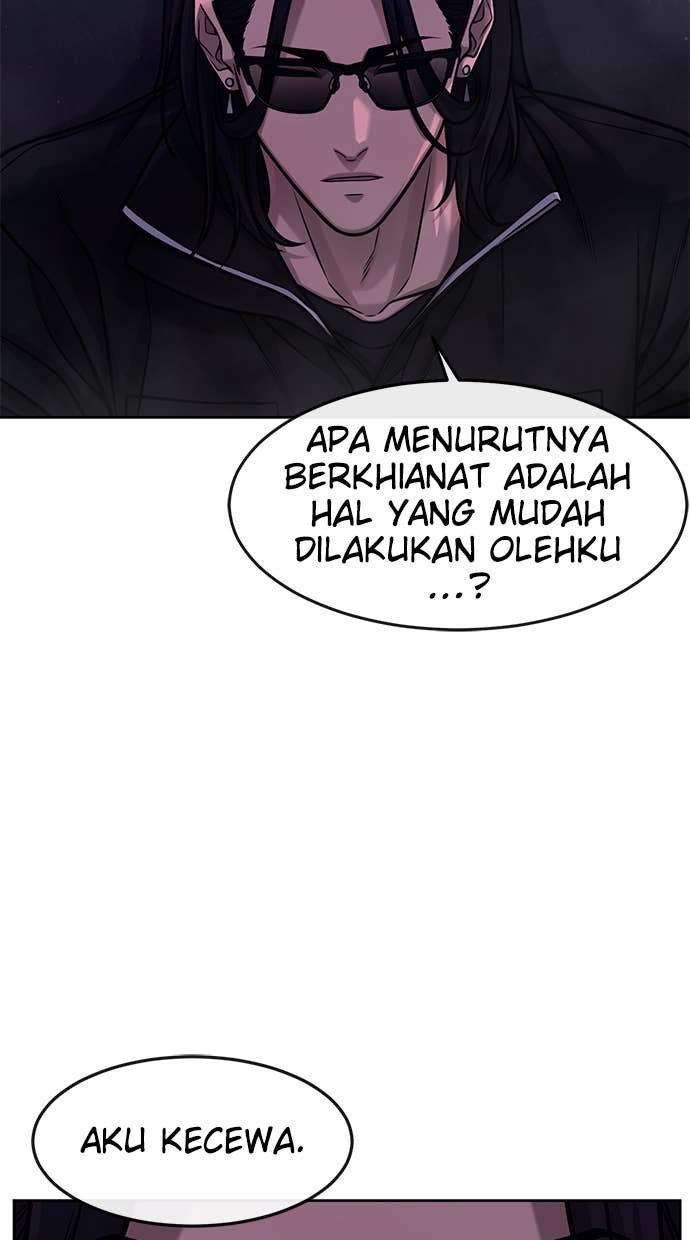 APA MENURUTNYA
BERKHIANAT ADALAH
HAL YANG MUDAH
DILAKUKAN OLEHKU
...?
AKU KECEWA.